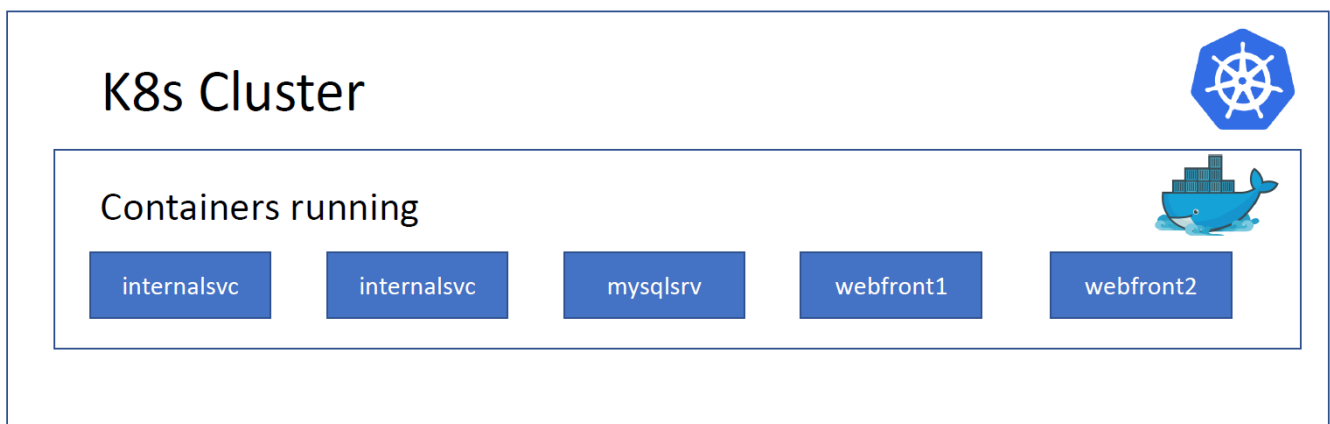 K8s Cluster
Containers running
internalsvc
internalsvc
mysqlsrv
webfront1
webfront2